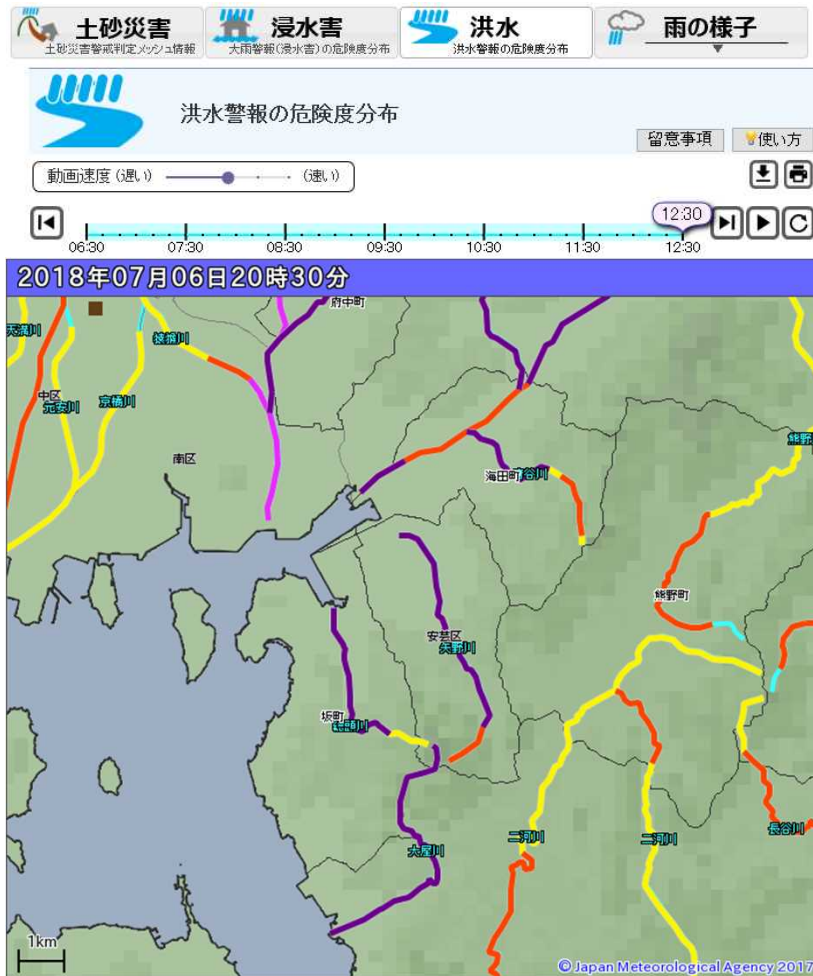 土砂災害
土砂災害警戒判定メッシュ情報
浸水害
大雨警報(浸水害)の危険度分布
洪水
洪水警報の危険度分布
雨の様子
洪水警報の危険度分布
留意事項
使い方
動画速度 (遅い) (速い)
12:30
06:30 07:30 08:30 09:30 10:30 11:30 12:30
2018年07月06日20時30分
府中町
天満川
猿猴川
中区
元安川
京橋川
南区
海田町
熊野町
安芸区
矢野川
坂町
総頭川
大屋川
二河川
二河川
長谷川
1km
© Japan Meteorological Agency 2017